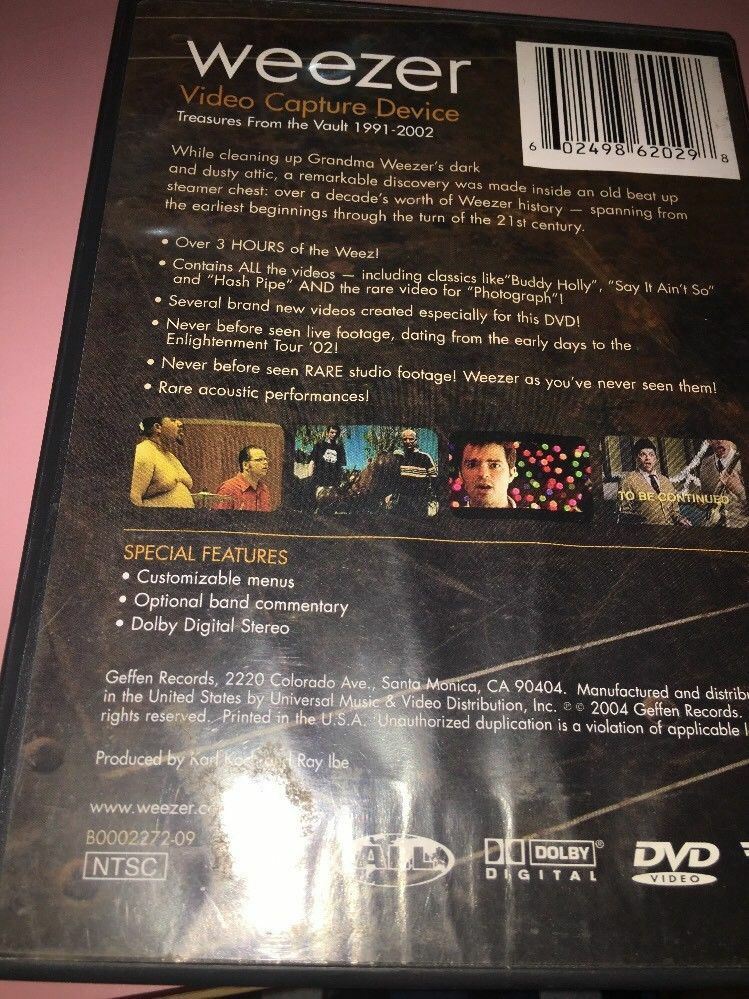 weezer
Video Capture Device
Treasures From the Vault 1991-2002
6 02498 62029 8
While cleaning up Grandma Weezer's dark
and dusty attic, a remarkable discovery was made inside an old beat up
steamer chest: over a decade's worth of Weezer history — spanning from
the earliest beginnings through the turn of the 21st century.
• Over 3 HOURS of the Weez!
• Contains ALL the videos — including classics like"Buddy Holly", "Say It Ain't So"
and "Hash Pipe" AND the rare video for "Photograph"!
• Several brand new videos created especially for this DVD!
• Never before seen live footage, dating from the early days to the
Enlightenment Tour '02!
• Never before seen RARE studio footage! Weezer as you've never seen them!
• Rare acoustic performances!
TO BE CONTINUED
SPECIAL FEATURES
• Customizable menus
• Optional band commentary
• Dolby Digital Stereo
Geffen Records, 2220 Colorado Ave., Santa Monica, CA 90404. Manufactured and distribu
in the United States by Universal Music & Video Distribution, Inc. ℗ © 2004 Geffen Records.
rights reserved. Printed in the U.S.A. Unauthorized duplication is a violation of applicable l
Produced by Karl Ray Ibe
www.weezer.co
B0002272-09
NTSC
ALL
DOLBY
DIGITAL
DVD
VIDEO